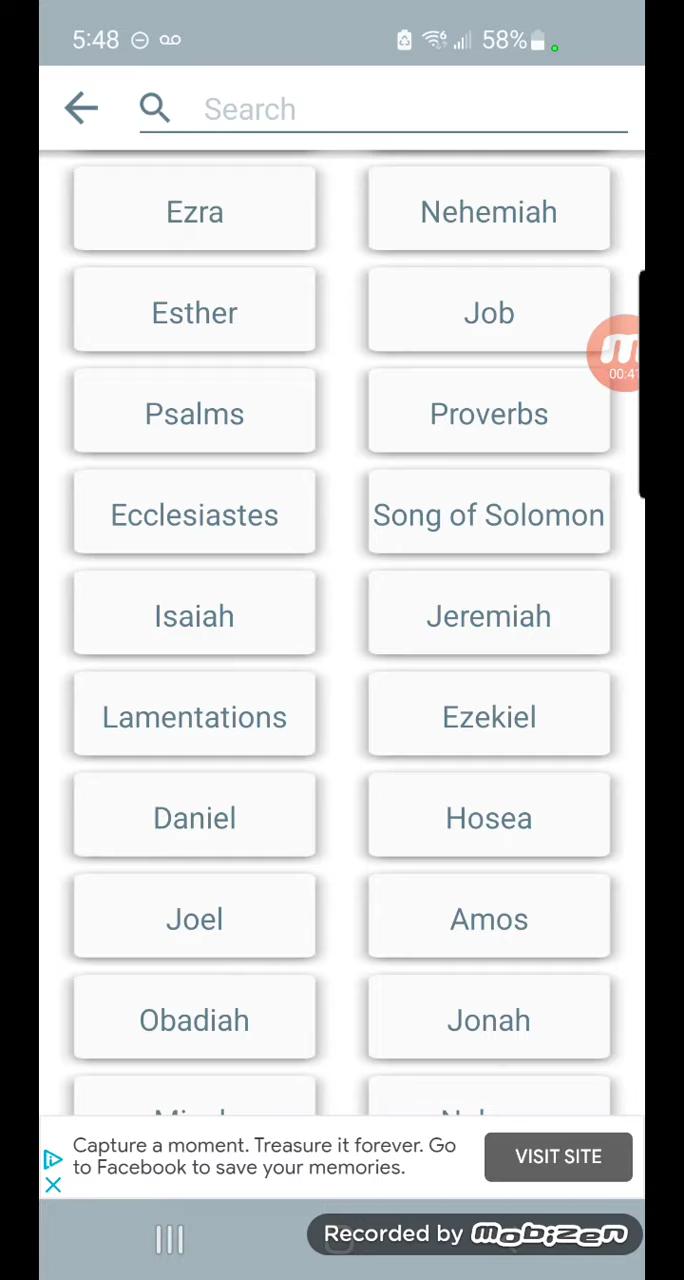 5:48 58%
Search
Ezra Nehemiah
Esther Job
00:41
Psalms Proverbs
Ecclesiastes Song of Solomon
Isaiah Jeremiah
Lamentations Ezekiel
Daniel Hosea
Joel Amos
Obadiah Jonah
Capture a moment. Treasure it forever. Go
to Facebook to save your memories.
VISIT SITE
Recorded by mobizen